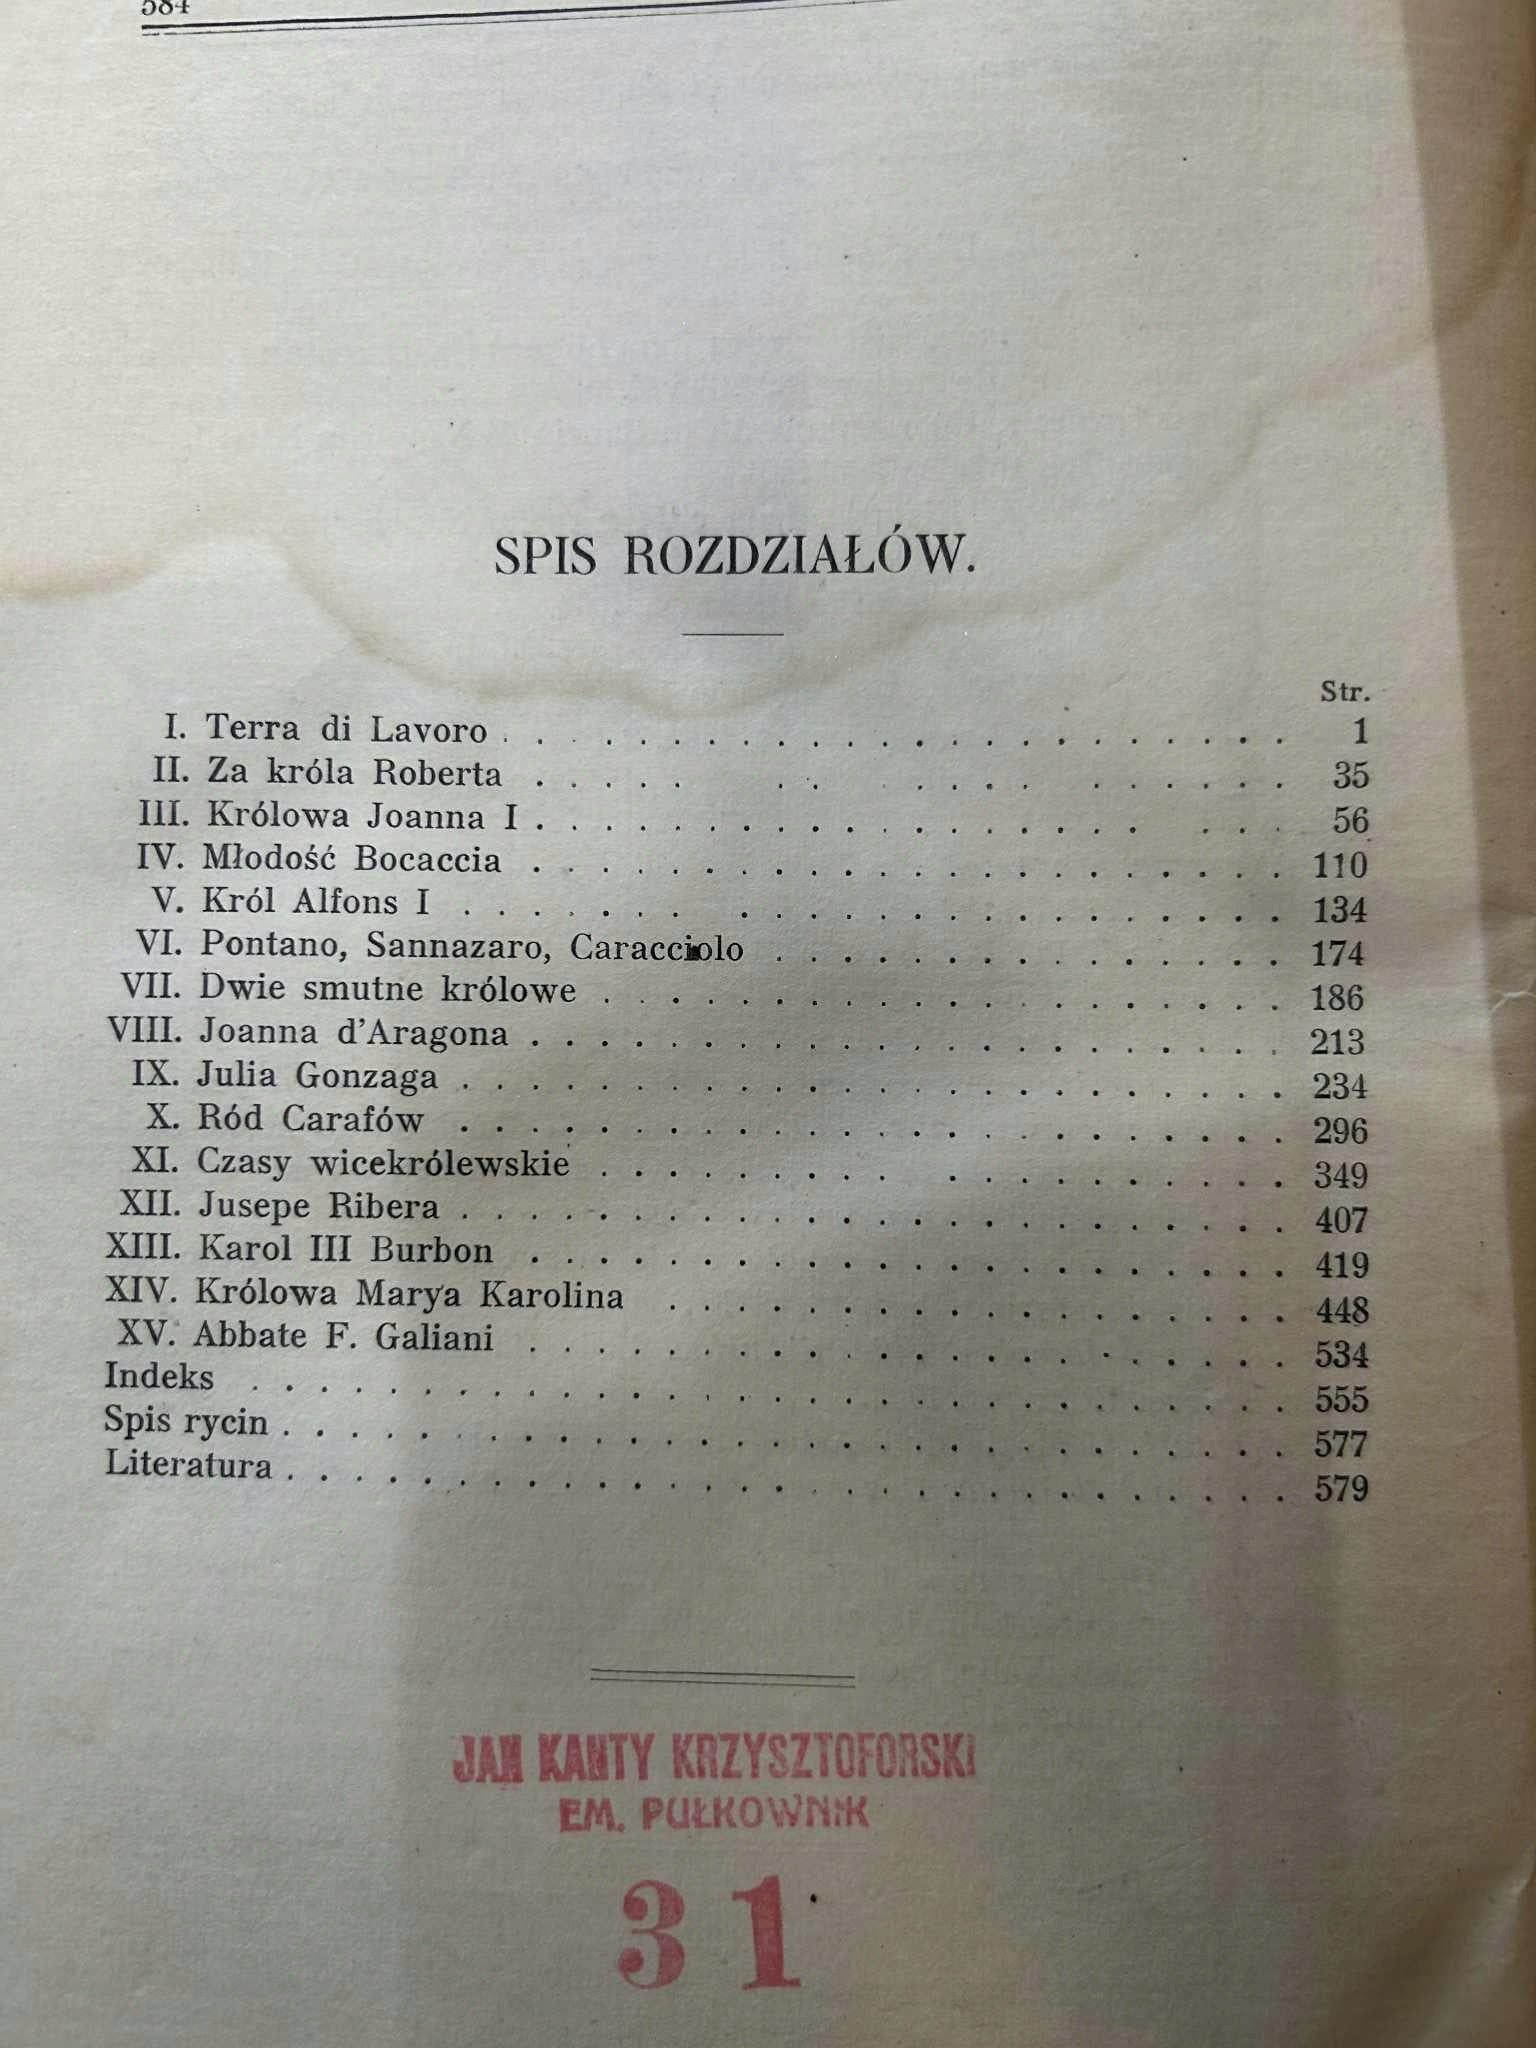 584
SPIS ROZDZIAŁÓW.
Str.
I. Terra di Lavoro . . . . . . . . . . . . . . . . . . . . . . 1
II. Za króla Roberta . . . . . . . . . . . . . . . . . . 35
III. Królowa Joanna I . . . . . . . . . . . . . . . . . . . . . 56
IV. Młodość Bocaccia . . . . . . . . . . . . . . . . . . . . . . 110
V. Król Alfons I . . . . . . . . . . . . . . . . . . . . . . . 134
VI. Pontano, Sannazaro, Caracciolo . . . . . . . . . . . . . . . 174
VII. Dwie smutne królowe . . . . . . . . . . . . . . . . . . . . 186
VIII. Joanna d'Aragona . . . . . . . . . . . . . . . . . . . . . . 213
IX. Julia Gonzaga . . . . . . . . . . . . . . . . . . . . . . . . 234
X. Ród Carafów . . . . . . . . . . . . . . . . . . . . . . . . 296
XI. Czasy wicekrólewskie . . . . . . . . . . . . . . . . . . . 349
XII. Jusepe Ribera . . . . . . . . . . . . . . . . . . . . . . . . 407
XIII. Karol III Burbon . . . . . . . . . . . . . . . . . . . . . . 419
XIV. Królowa Marya Karolina . . . . . . . . . . . . . . . . . . 448
XV. Abbate F. Galiani . . . . . . . . . . . . . . . . . . . . . . 534
Indeks . . . . . . . . . . . . . . . . . . . . . . . . . . . . . . 555
Spis rycin . . . . . . . . . . . . . . . . . . . . . . . . . . . . . 577
Literatura . . . . . . . . . . . . . . . . . . . . . . . . . . . . . 579
JAN KANTY KRZYSZTOFORSKI
EM. PUŁKOWNIK
31